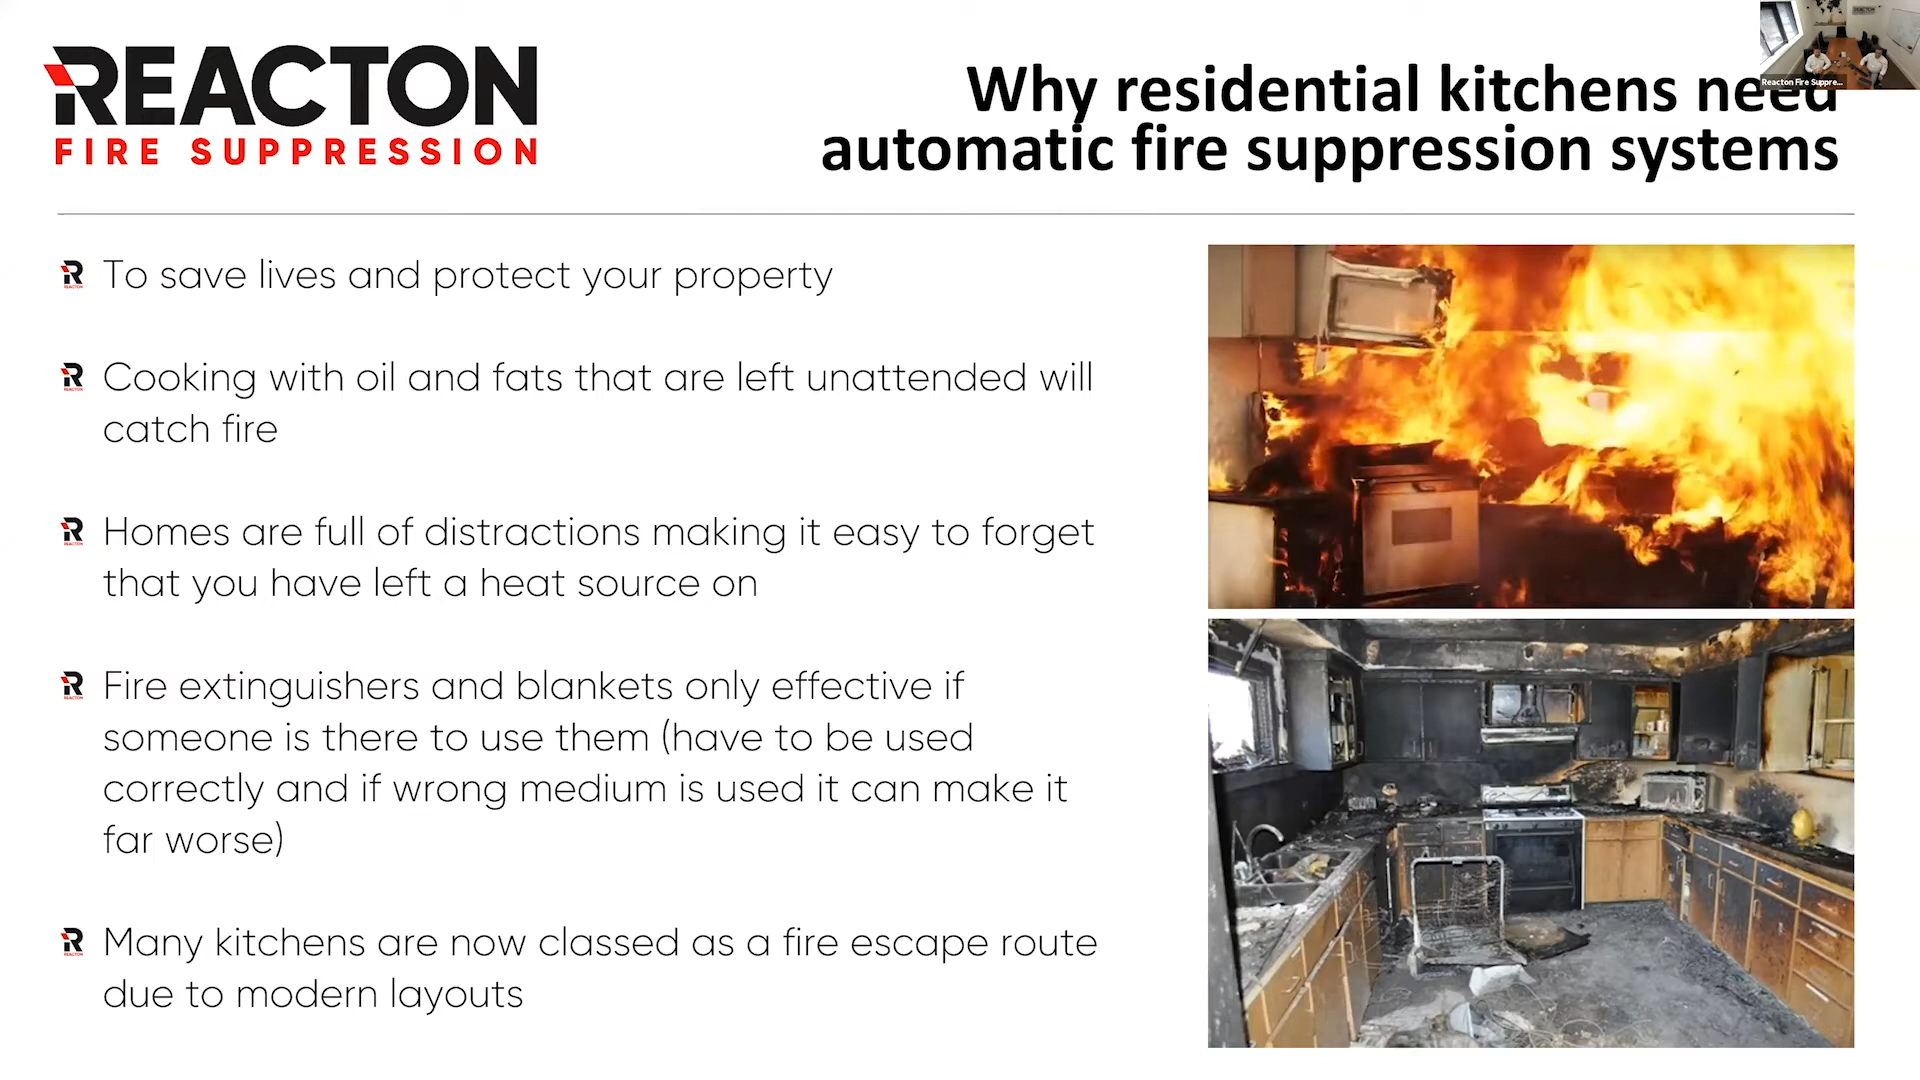 REACTON
FIRE SUPPRESSION
Why residential kitchens need
automatic fire suppression systems
Reacton Fire Suppre...
To save lives and protect your property
Cooking with oil and fats that are left unattended will
catch fire
Homes are full of distractions making it easy to forget
that you have left a heat source on
Fire extinguishers and blankets only effective if
someone is there to use them (have to be used
correctly and if wrong medium is used it can make it
far worse)
Many kitchens are now classed as a fire escape route
due to modern layouts